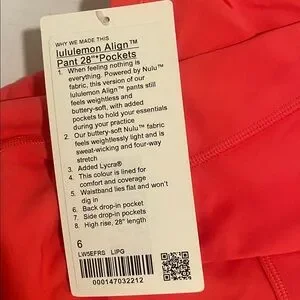 WHY WE MADE THIS
lululemon Align™
Pant 28"*Pockets
1. When feeling nothing is
everything. Powered by Nulu™
fabric, this version of our
lululemon Align™ pants still
feels weightless and
buttery-soft, with added
pockets to hold your essentials
during your practice
2. Our buttery-soft Nulu™ fabric
feels weightlessly light and is
sweat-wicking and four-way
stretch
3. Added Lycra®
4. This colour is lined for
comfort and coverage
5. Waistband lies flat and won't
dig in
6. Back drop-in pocket
7. Side drop-in pockets
8. High rise, 28" length
6
LW5EFRS LIPG
000147032212